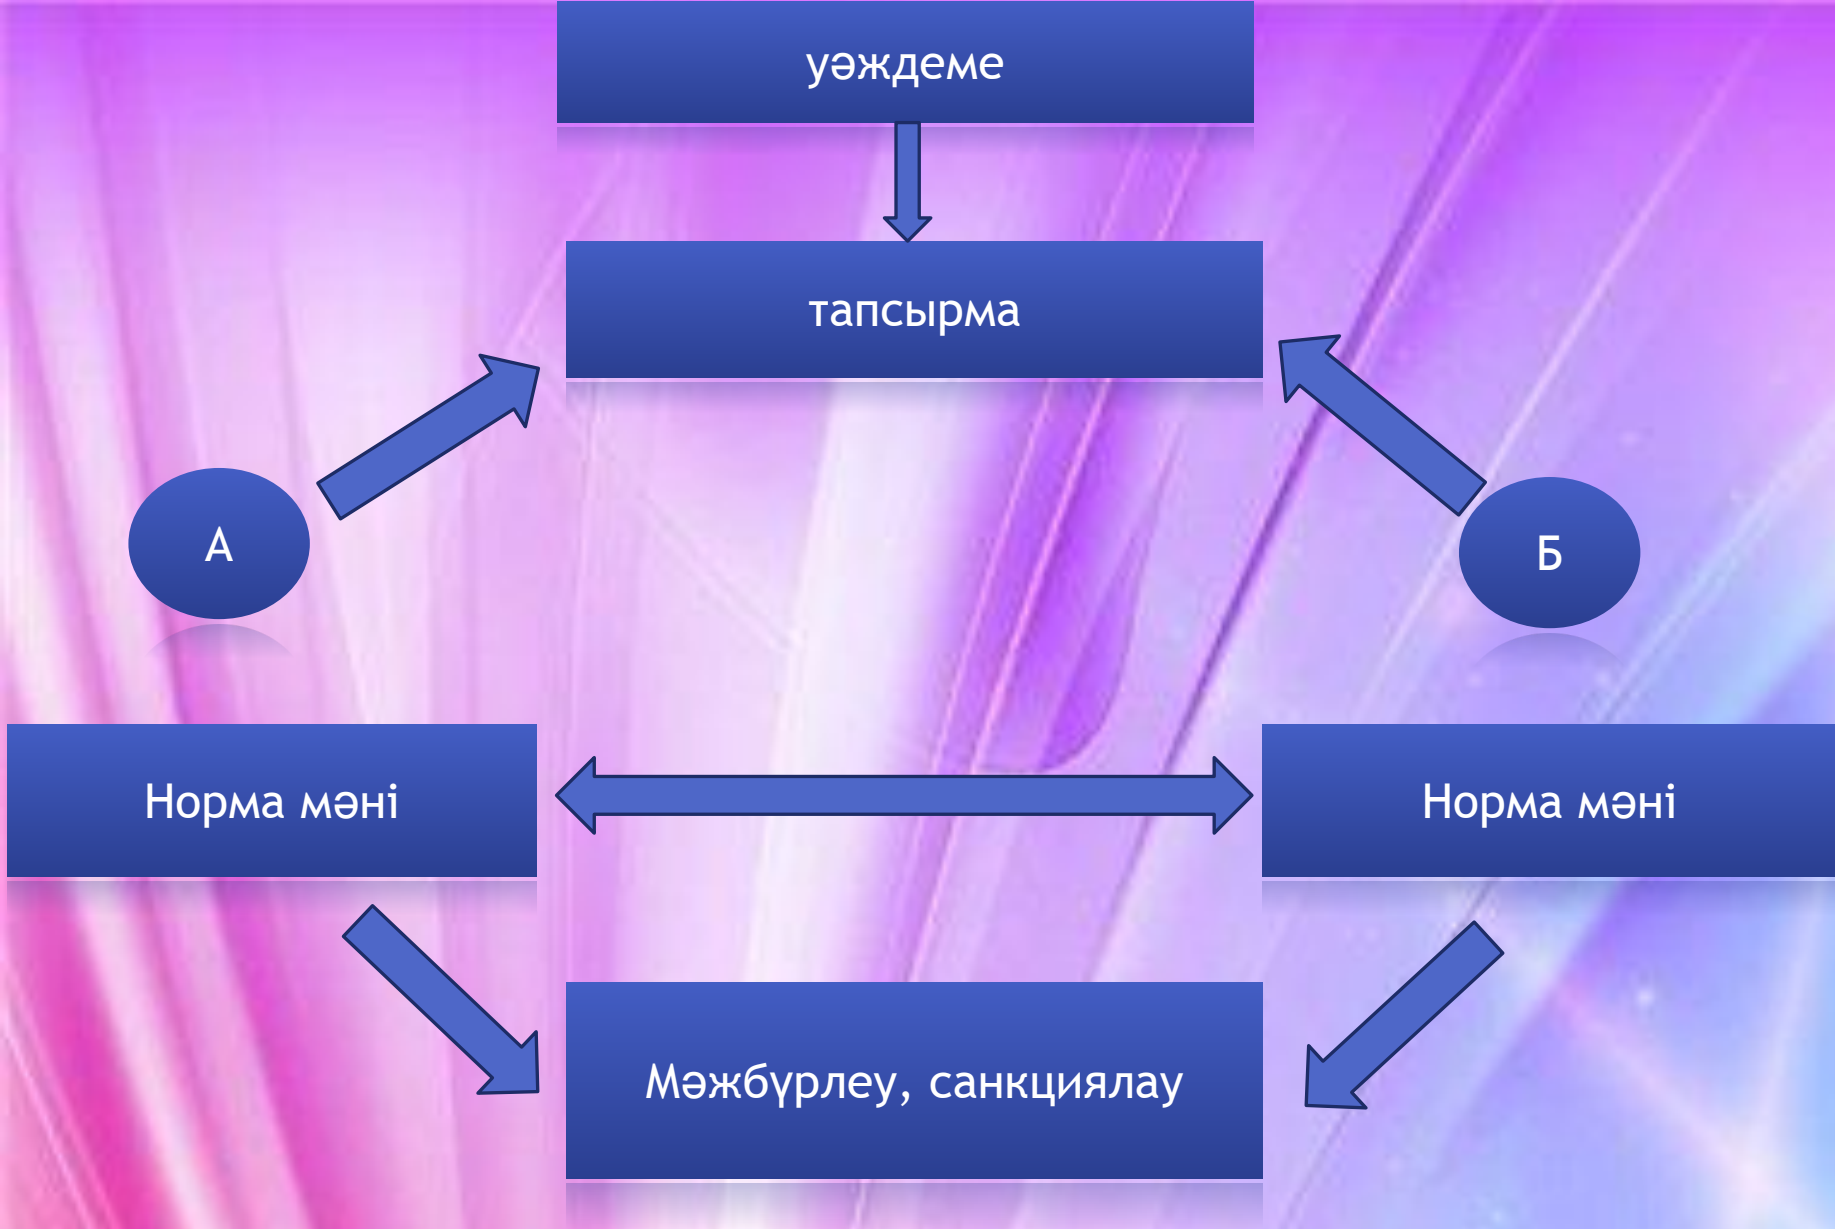 уәждеме
тапсырма
А
Б
Норма мәні
Норма мәні
Мәжбүрлеу, санкциялау